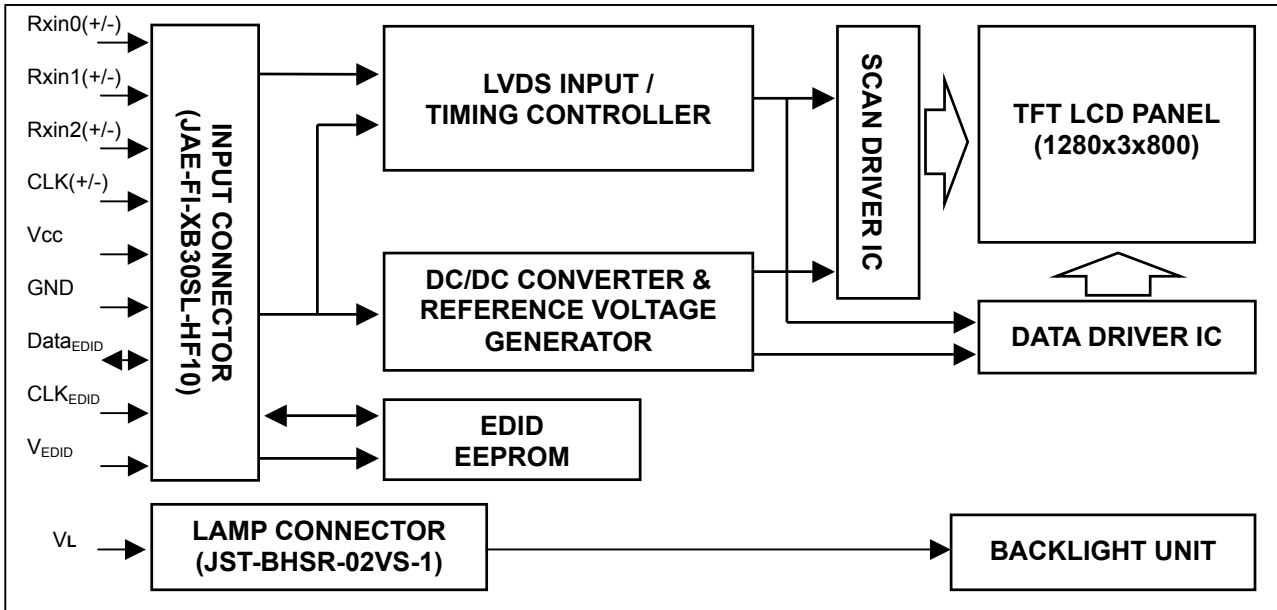 Rxin0(+/-)
Rxin1(+/-)
Rxin2(+/-)
CLK(+/-)
Vcc
GND
DataEDID
CLKEDID
VEDID
VL
INPUT CONNECTOR
(JAE-FI-XB30SL-HF10)
LVDS INPUT /
TIMING CONTROLLER
DC/DC CONVERTER &
REFERENCE VOLTAGE
GENERATOR
EDID
EEPROM
SCAN DRIVER IC
TFT LCD PANEL
(1280x3x800)
DATA DRIVER IC
LAMP CONNECTOR
(JST-BHSR-02VS-1)
BACKLIGHT UNIT